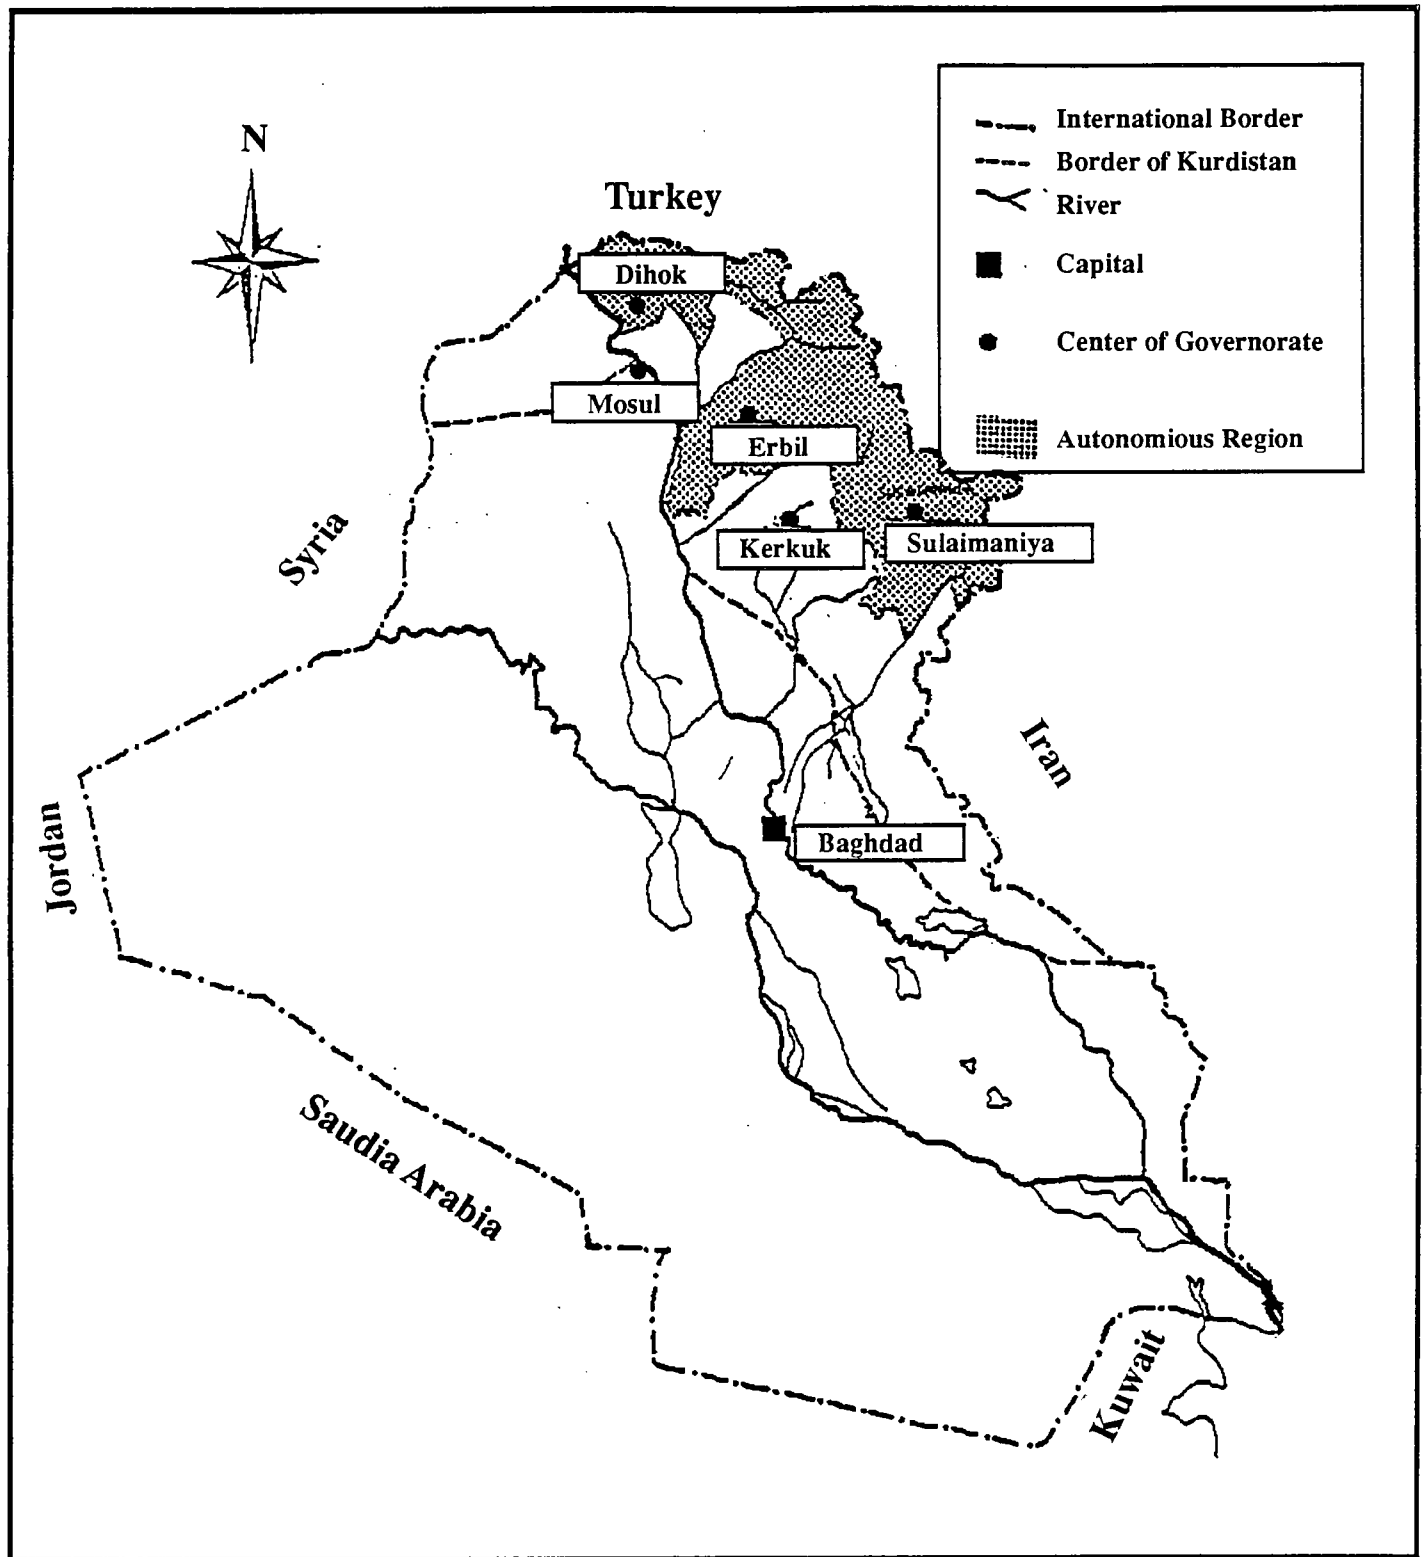 N
International Border
Border of Kurdistan
River
Capital
Center of Governorate
Autonomious Region
Turkey
Dihok
Mosul
Erbil
Kerkuk
Sulaimaniya
Syria
Iran
Jordan
Baghdad
Saudia Arabia
Kuwait